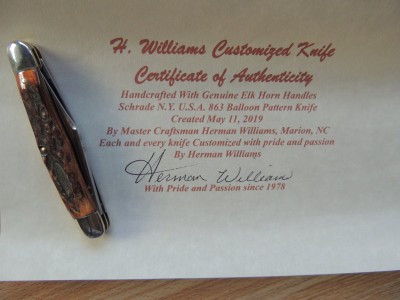 H. Williams Customized Knife
Certificate of Authenticity
Handcrafted With Genuine Elk Horn Handles
Schrade N.Y. U.S.A. 863 Balloon Pattern Knife
Created May 11, 2019
By Master Craftsman Herman Williams, Marion, NC
Each and every knife Customized with pride and passion
By Herman Williams
Herman Williams
With Pride and Passion since 1978